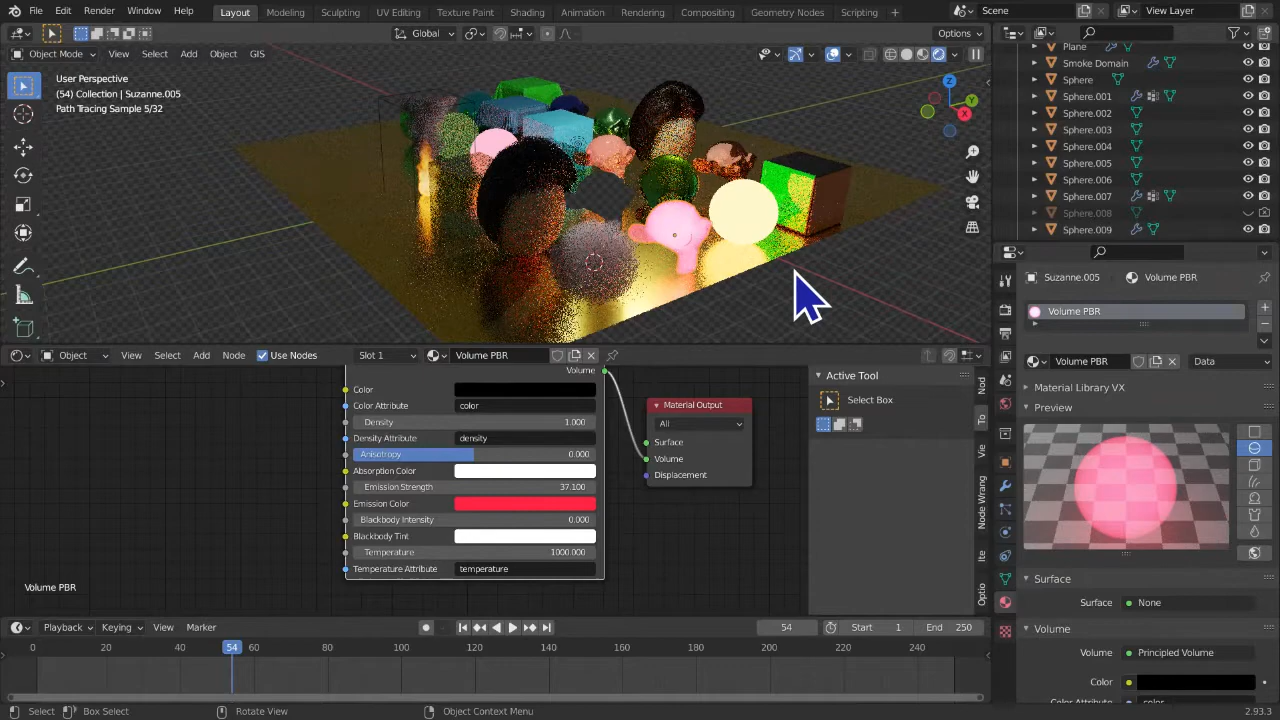 File Edit Render Window Help Layout Modeling Sculpting UV Editing Texture Paint Shading Animation Rendering Compositing Geometry Nodes Scripting + Scene View Layer
Global Options
Object Mode View Select Add Object GIS
User Perspective
(54) Collection | Suzanne.005
Path Tracing Sample 5/32
Z
Y
X
Plane
Smoke Domain
Sphere
Sphere.001
Sphere.002
Sphere.003
Sphere.004
Sphere.005
Sphere.006
Sphere.007
Sphere.008
Sphere.009
Suzanne.005 Volume PBR
Volume PBR
Volume PBR Data
Material Library VX
Preview
Surface
Surface None
Volume
Volume Principled Volume
Color
Object View Select Add Node Use Nodes Slot 1 Volume PBR
Volume
Color
Color Attribute color
Density 1.000
Density Attribute density
Anisotropy 0.000
Absorption Color
Emission Strength 37.100
Emission Color
Blackbody Intensity 0.000
Blackbody Tint
Temperature 1000.000
Temperature Attribute temperature
Material Output
All
Surface
Volume
Displacement
Volume PBR
Active Tool
Select Box
Nod
To
Vie
Node Wrang
Ite
Optio
Playback Keying View Marker 54 Start 1 End 250
0 20 40 54 60 80 100 120 140 160 180 200 220 240
Select Box Select Rotate View Object Context Menu 2.93.3